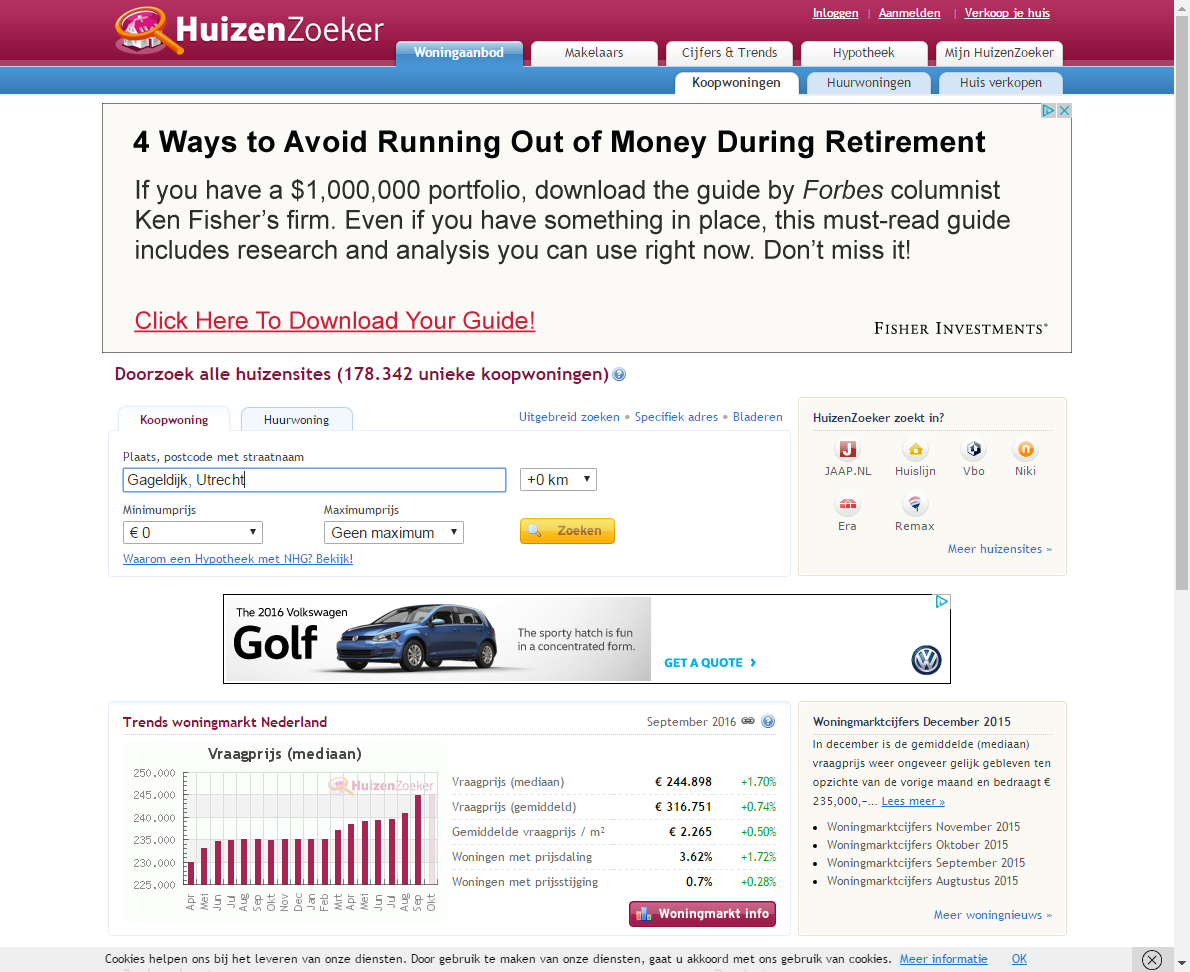 Inloggen | Aanmelden | Verkoop je huis
HuizenZoeker
Woningaanbod
Makelaars
Cijfers & Trends
Hypotheek
Mijn HuizenZoeker
Koopwoningen
Huurwoningen
Huis verkopen
4 Ways to Avoid Running Out of Money During Retirement
If you have a $1,000,000 portfolio, download the guide by Forbes columnist
Ken Fisher's firm. Even if you have something in place, this must-read guide
includes research and analysis you can use right now. Don't miss it!
Click Here To Download Your Guide!
FISHER INVESTMENTS®
Doorzoek alle huizensites (178.342 unieke koopwoningen)
Koopwoning
Huurwoning
Uitgebreid zoeken • Specifiek adres • Bladeren
Plaats, postcode met straatnaam
Gageldijk, Utrecht
+0 km
Minimumprijs
Maximumprijs
€ 0
Geen maximum
Zoeken
Waarom een Hypotheek met NHG? Bekijk!
HuizenZoeker zoekt in?
JAAP.NL
Huislijn
Vbo
Niki
Era
Remax
Meer huizensites »
The 2016 Volkswagen
Golf
The sporty hatch is fun
in a concentrated form.
GET A QUOTE ›
Trends woningmarkt Nederland
September 2016
Vraagprijs (mediaan)
HuizenZoeker
250.000
245.000
240.000
235.000
230.000
225.000
Apr Mei Jun Jul Aug Sep Okt Nov Dec Jan Feb Mrt Apr Mei Jun Jul Aug Sep Okt
Vraagprijs (mediaan) € 244.898 +1.70%
Vraagprijs (gemiddeld) € 316.751 +0.74%
Gemiddelde vraagprijs / m² € 2.265 +0.50%
Woningen met prijsdaling 3.62% +1.72%
Woningen met prijsstijging 0.7% +0.28%
Woningmarkt info
Woningmarktcijfers December 2015
In december is de gemiddelde (mediaan)
vraagprijs weer ongeveer gelijk gebleven ten
opzichte van de vorige maand en bedraagt €
235,000,-... Lees meer »
Woningmarktcijfers November 2015
Woningmarktcijfers Oktober 2015
Woningmarktcijfers September 2015
Woningmarktcijfers Augtustus 2015
Meer woningnieuws »
Cookies helpen ons bij het leveren van onze diensten. Door gebruik te maken van onze diensten, gaat u akkoord met ons gebruik van cookies. Meer informatie OK